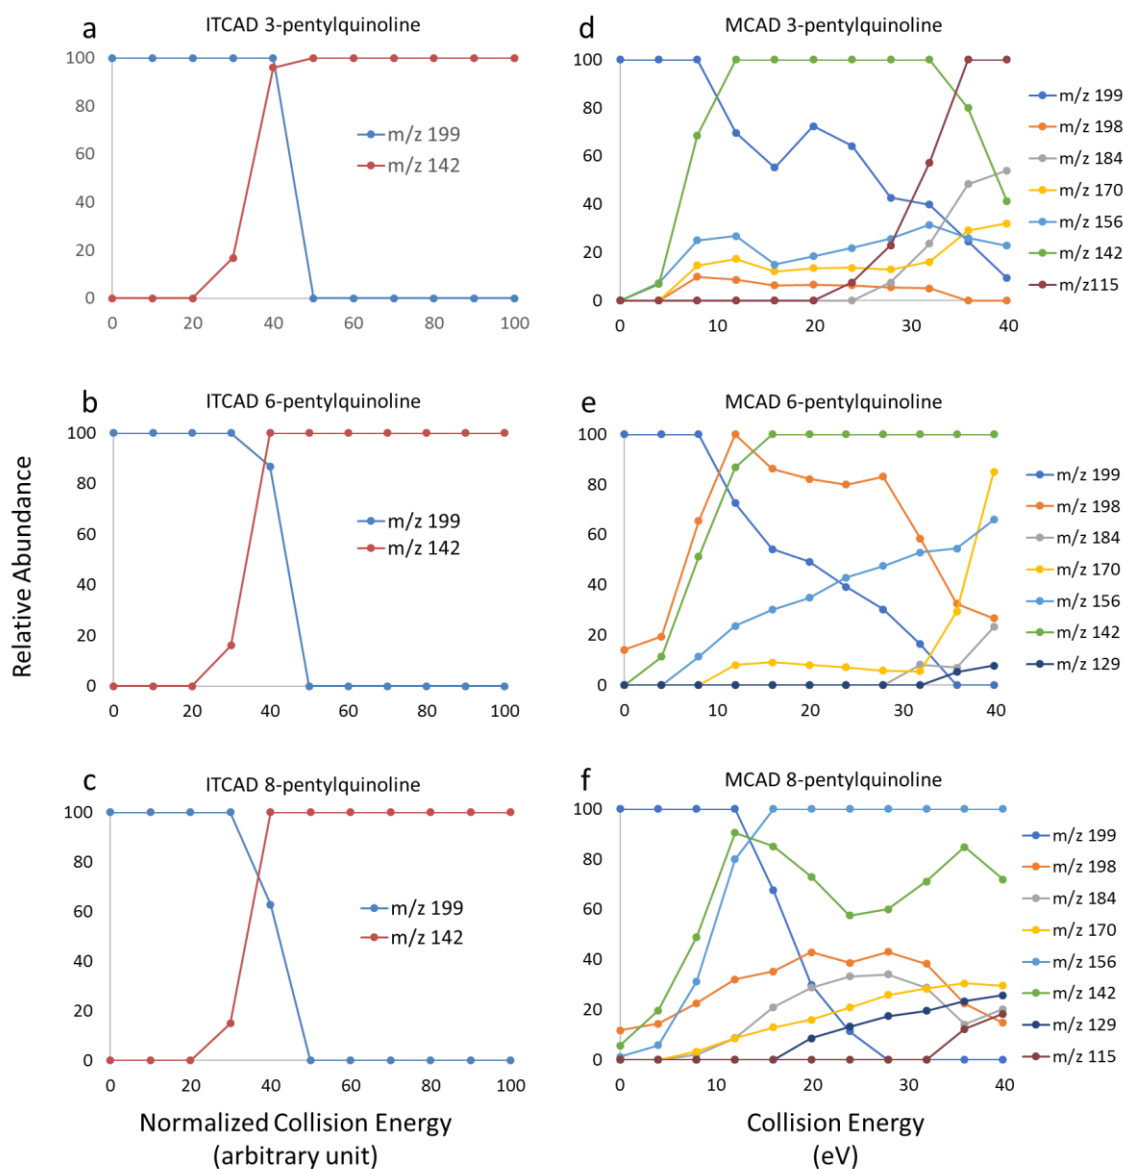 a
ITCAD 3-pentylquinoline
100
80
60
40
20
0
0 20 40 60 80 100
m/z 199
m/z 142
d
MCAD 3-pentylquinoline
100
80
60
40
20
0
0 10 20 30 40
m/z 199
m/z 198
m/z 184
m/z 170
m/z 156
m/z 142
m/z115
Relative Abundance
b
ITCAD 6-pentylquinoline
100
80
60
40
20
0
0 20 40 60 80 100
m/z 199
m/z 142
e
MCAD 6-pentylquinoline
100
80
60
40
20
0
0 10 20 30 40
m/z 199
m/z 198
m/z 184
m/z 170
m/z 156
m/z 142
m/z 129
c
ITCAD 8-pentylquinoline
100
80
60
40
20
0
0 20 40 60 80 100
m/z 199
m/z 142
Normalized Collision Energy
(arbitrary unit)
f
MCAD 8-pentylquinoline
100
80
60
40
20
0
0 10 20 30 40
m/z 199
m/z 198
m/z 184
m/z 170
m/z 156
m/z 142
m/z 129
m/z 115
Collision Energy
(eV)